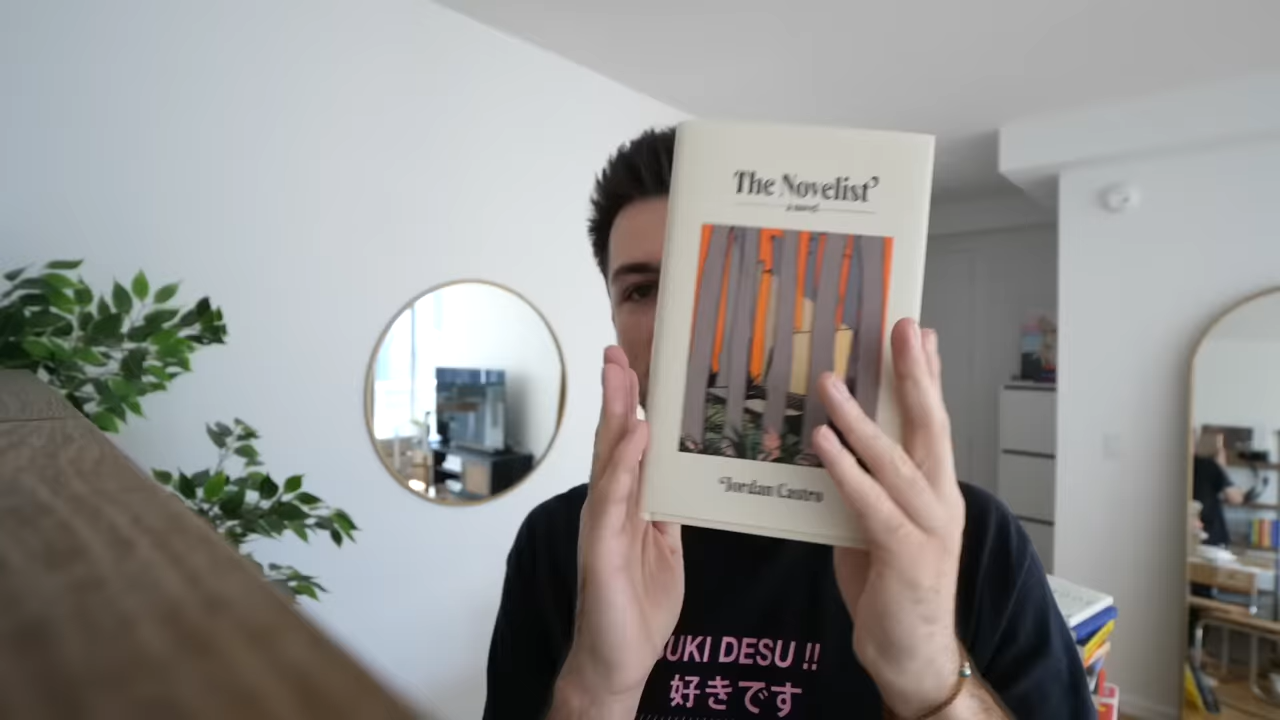 The Novelist
a novel
Jordan Castro
UKI DESU !!
好きです